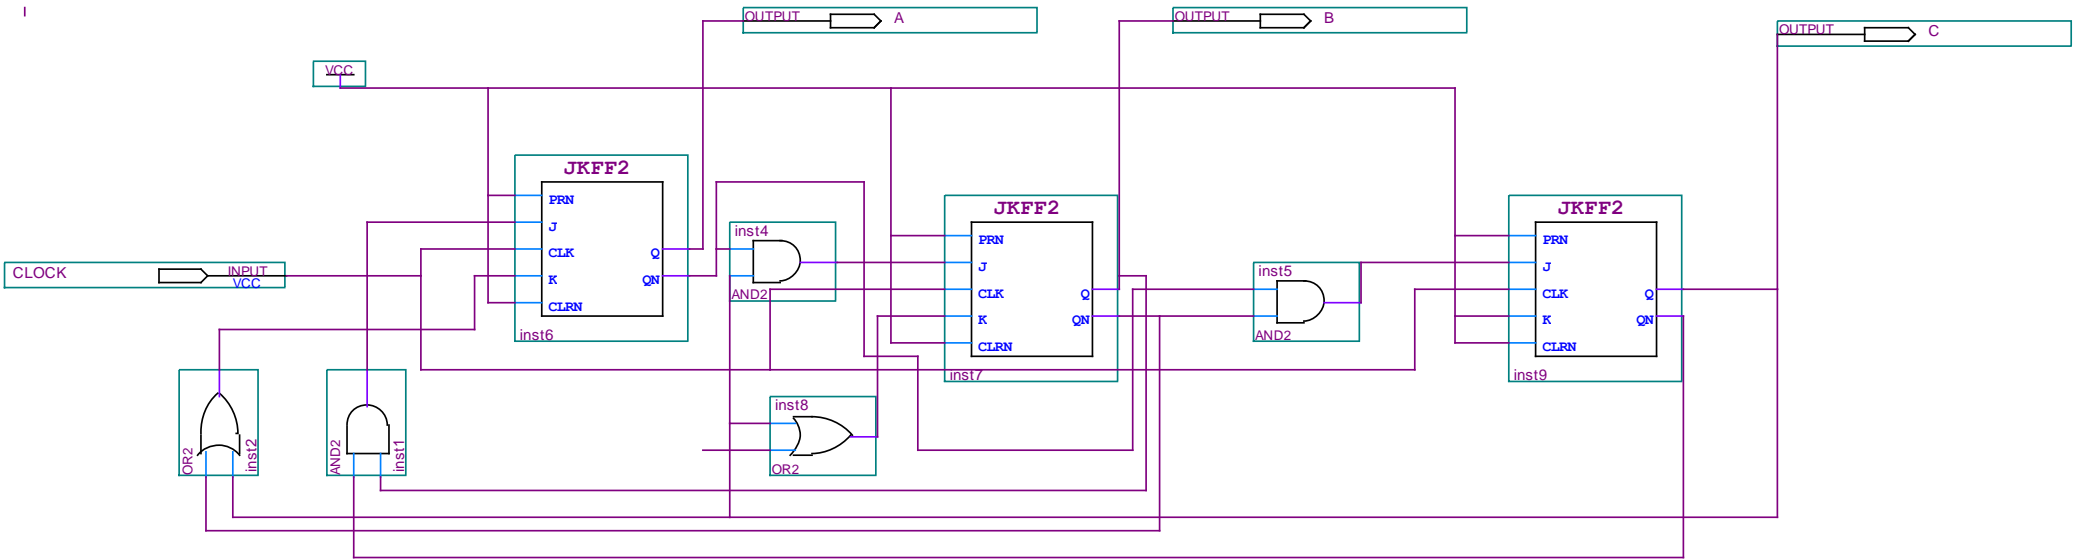 OUTPUT A
OUTPUT B
OUTPUT C
VCC
JKFF2
PRN
J
CLK
K
CLRN
Q
QN
inst6
JKFF2
PRN
J
CLK
K
CLRN
Q
QN
inst7
JKFF2
PRN
J
CLK
K
CLRN
Q
QN
inst9
inst4
AND2
inst5
AND2
CLOCK
INPUT
VCC
OR2
inst2
AND2
inst1
inst8
OR2